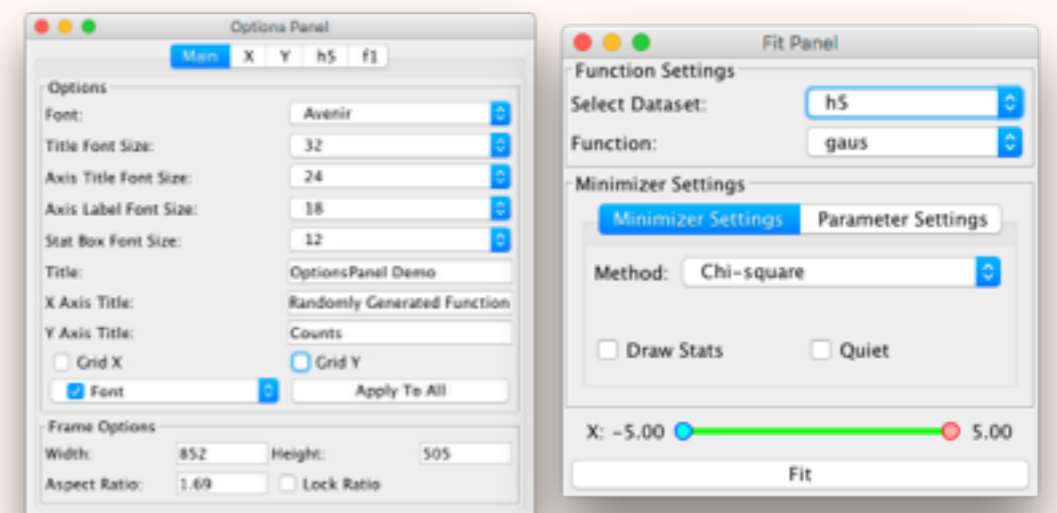 Options Panel
Main X Y h5 f1
Options
Font: Avenir
Title Font Size: 32
Axis Title Font Size: 24
Axis Label Font Size: 18
Stat Box Font Size: 12
Title: OptionsPanel Demo
X Axis Title: Randomly Generated Function
Y Axis Title: Counts
Grid X Grid Y
Font Apply To All
Frame Options
Width: 852 Height: 505
Aspect Ratio: 1.69 Lock Ratio
Fit Panel
Function Settings
Select Dataset: h5
Function: gaus
Minimizer Settings
Minimizer Settings Parameter Settings
Method: Chi-square
Draw Stats Quiet
X: -5.00 5.00
Fit